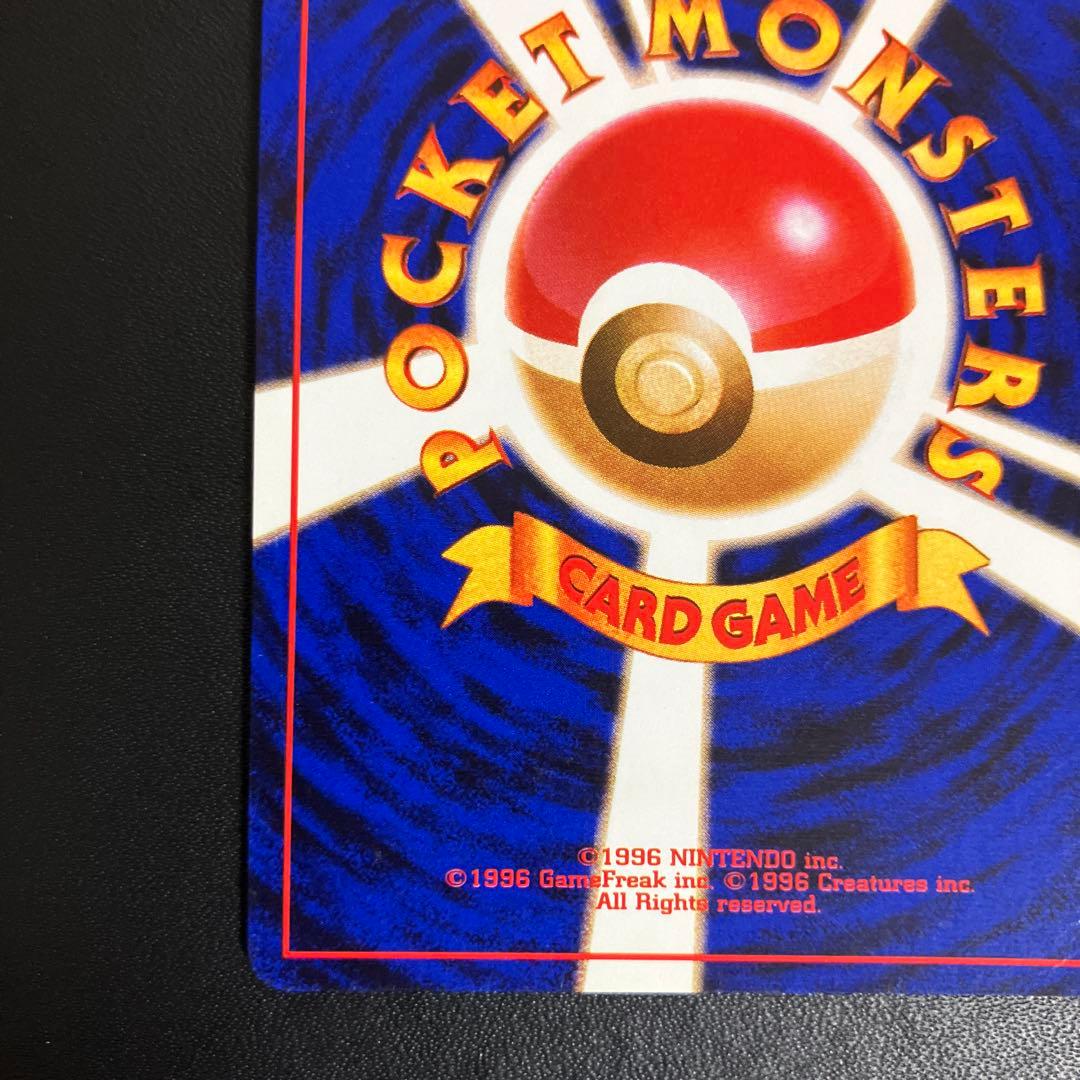 POCKET MONSTERS
CARD GAME
©1996 NINTENDO inc.
©1996 GameFreak inc. ©1996 Creatures inc.
All Rights reserved.